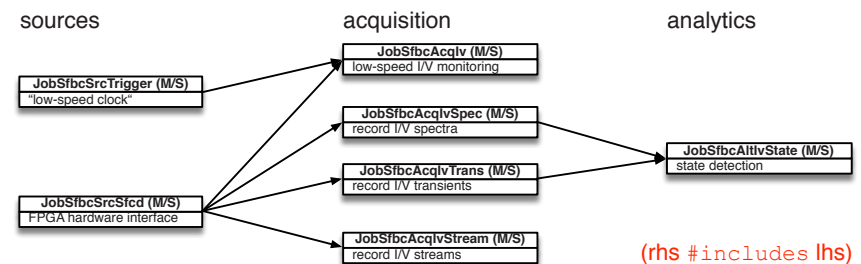 sources
acquisition
analytics
JobSfbcAcqIv (M/S)
low-speed I/V monitoring
JobSfbcSrcTrigger (M/S)
"low-speed clock"
JobSfbcAcqIvSpec (M/S)
record I/V spectra
JobSfbcAltIvState (M/S)
state detection
JobSfbcAcqIvTrans (M/S)
record I/V transients
JobSfbcSrcSfcd (M/S)
FPGA hardware interface
JobSfbcAcqIvStream (M/S)
record I/V streams
(rhs #includes lhs)